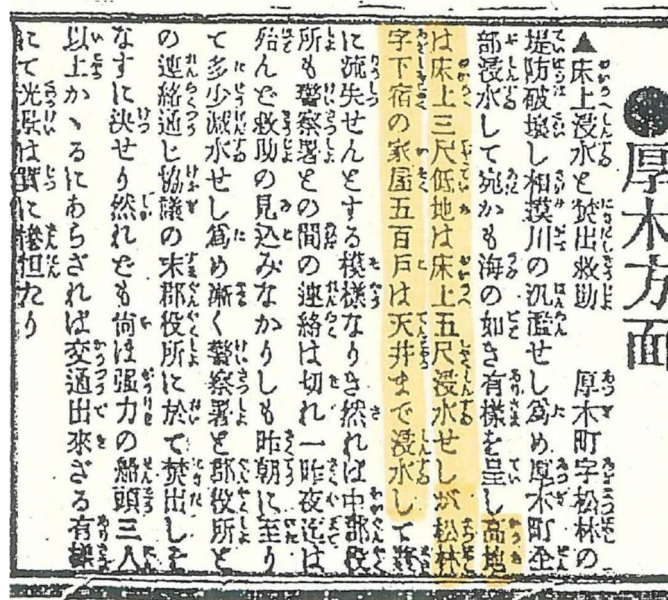 ●厚木方面
▲床上浸水と焚出救助　厚木町字松林の
堤防破壊し相摸川の氾濫せし為め厚木町全
部浸水して宛かも海の如き有様を呈し高地
は床上三尺低地は床上五尺浸水せしが松林
字下宿の家屋五百戸は天井まで浸水して将
に流失せんとする模様なりき然れば中郡役
所も警察署との間の連絡は切れ一昨夜迄は
殆んど救助の見込みなかりしも昨朝に至り
て多少減水せし為め漸く警察署と郡役所と
の連絡通じ協議の末郡役所に於て焚出しを
なすに决せり然れども尚ほ强力の船頭三人
以上かゝるにあらざれば交通出來ざる有樣
にて光景は實に慘怛たり